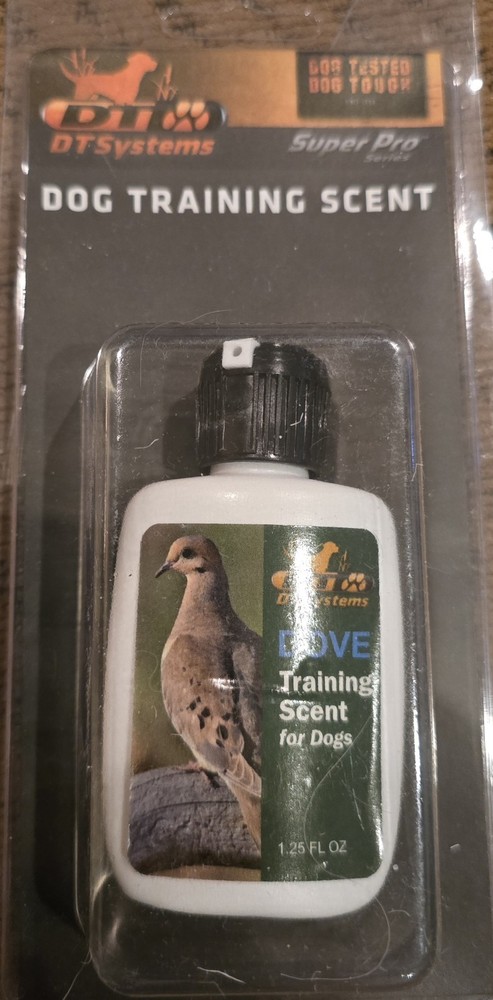 DOG TESTED
DOG TOUGH
DT
DT Systems
Super Pro
Series
DOG TRAINING SCENT
DT
DT Systems
DOVE
Training
Scent
for Dogs
1.25 FL OZ